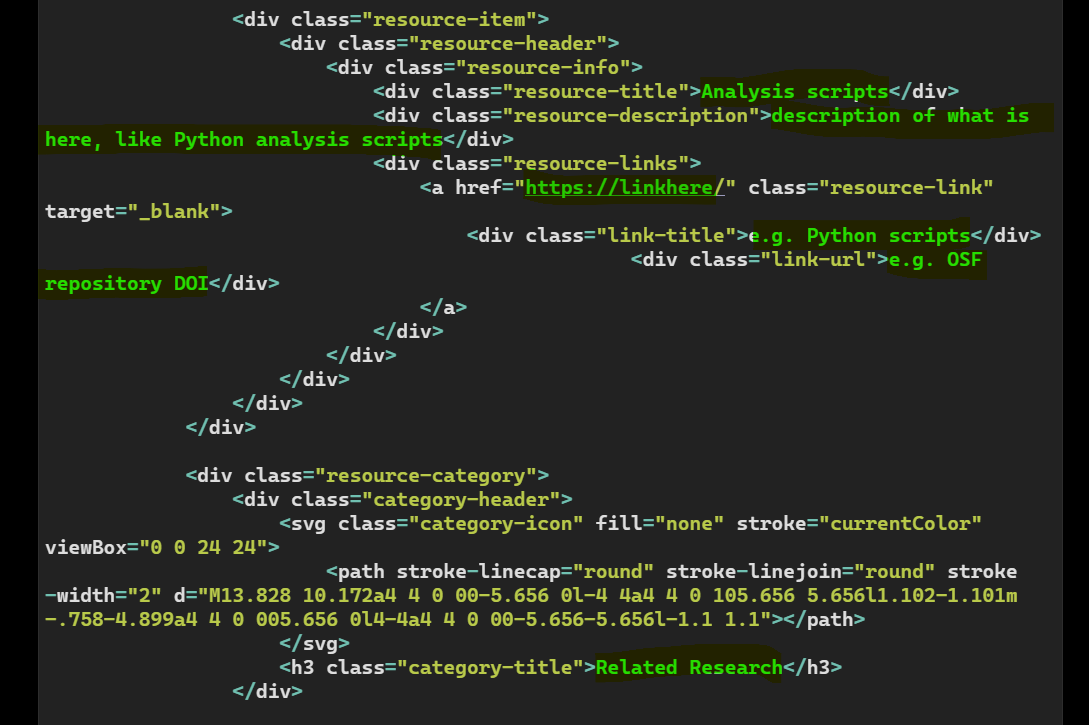 <div class="resource-item">
<div class="resource-header">
<div class="resource-info">
<div class="resource-title">Analysis scripts</div>
<div class="resource-description">description of what is
here, like Python analysis scripts</div>
<div class="resource-links">
<a href="https://linkhere/" class="resource-link"
target="_blank">
<div class="link-title">e.g. Python scripts</div>
<div class="link-url">e.g. OSF
repository DOI</div>
</a>
</div>
</div>
</div>
</div>
</div>
<div class="resource-category">
<div class="category-header">
<svg class="category-icon" fill="none" stroke="currentColor"
viewBox="0 0 24 24">
<path stroke-linecap="round" stroke-linejoin="round" stroke
-width="2" d="M13.828 10.172a4 4 0 00-5.656 0l-4 4a4 4 0 105.656 5.656l1.102-1.101m
-.758-4.899a4 4 0 005.656 0l4-4a4 4 0 00-5.656-5.656l-1.1 1.1"></path>
</svg>
<h3 class="category-title">Related Research</h3>
</div>